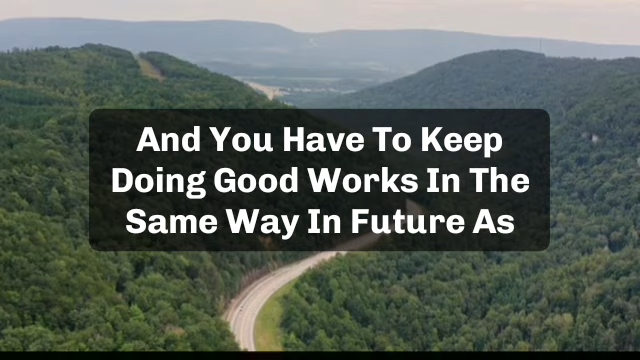 And You Have To Keep
Doing Good Works In The
Same Way In Future As